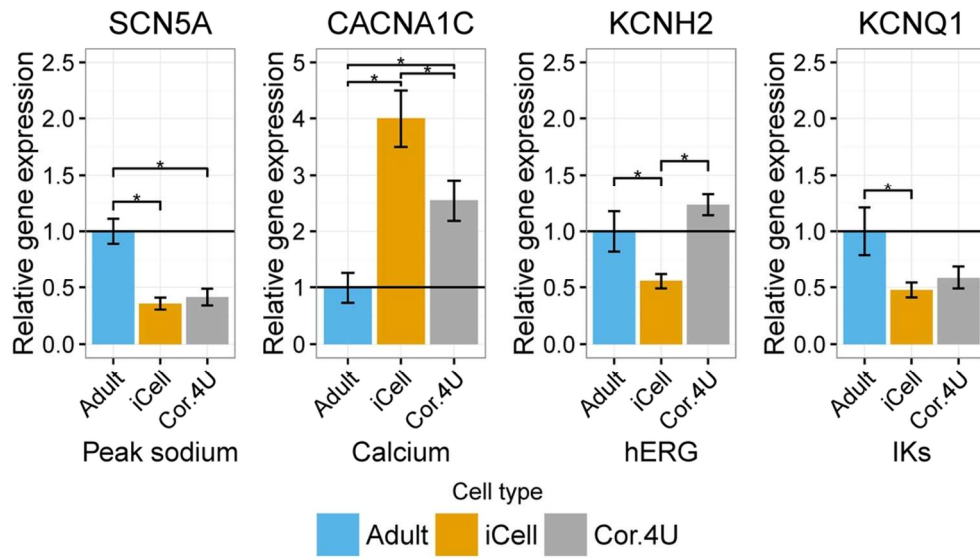 SCN5A CACNA1C KCNH2 KCNQ1
Relative gene expression
2.5
2.0
1.5
1.0
0.5
0.0
*
*
Adult iCell Cor.4U
Peak sodium
Relative gene expression
5
4
3
2
1
0
*
*
*
Adult iCell Cor.4U
Calcium
Relative gene expression
2.5
2.0
1.5
1.0
0.5
0.0
*
*
Adult iCell Cor.4U
hERG
Relative gene expression
2.5
2.0
1.5
1.0
0.5
0.0
*
Adult iCell Cor.4U
IKs
Cell type
Adult iCell Cor.4U